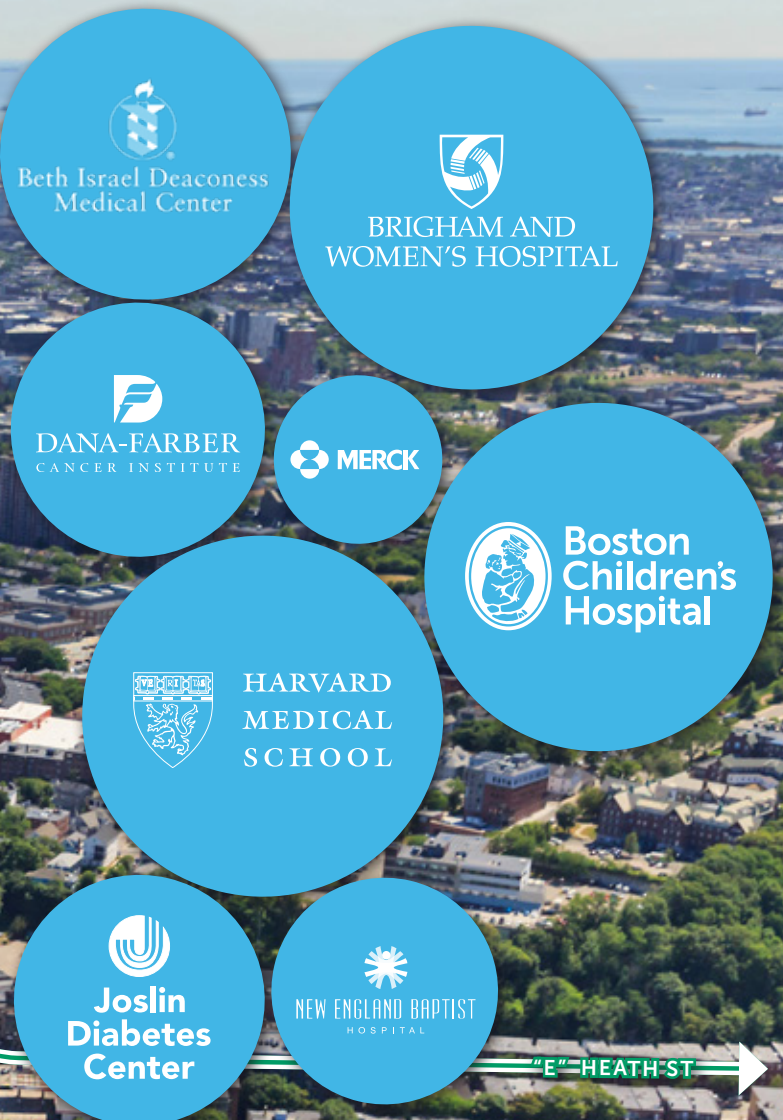 Beth Israel Deaconess
Medical Center
BRIGHAM AND
WOMEN'S HOSPITAL
DANA-FARBER
CANCER INSTITUTE
MERCK
Boston
Children's
Hospital
VE RI TAS
HARVARD
MEDICAL
SCHOOL
Joslin
Diabetes
Center
NEW ENGLAND BAPTIST
HOSPITAL
"E" HEATH ST